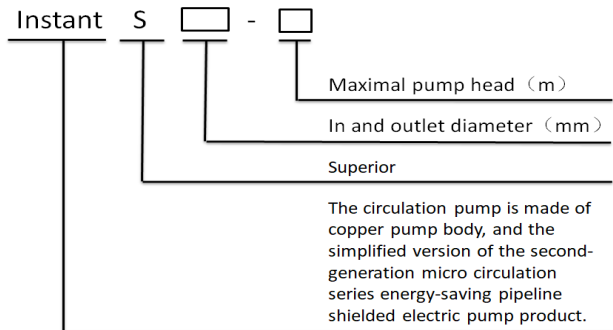 Instant S □ - □
Maximal pump head（m）
In and outlet diameter（mm）
Superior
The circulation pump is made of
copper pump body, and the
simplified version of the second-
generation micro circulation
series energy-saving pipeline
shielded electric pump product.